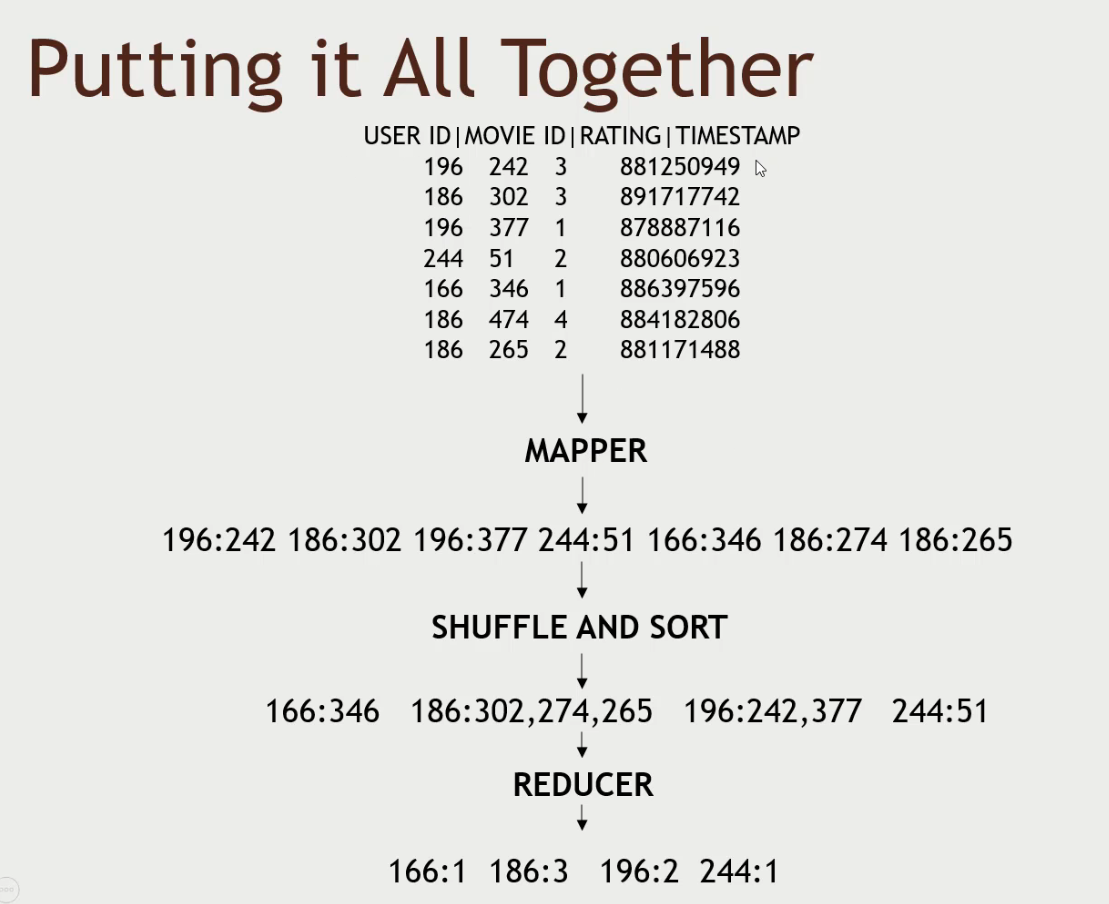 Putting it All Together
USER ID|MOVIE ID|RATING|TIMESTAMP
196 242 3 881250949
186 302 3 891717742
196 377 1 878887116
244 51 2 880606923
166 346 1 886397596
186 474 4 884182806
186 265 2 881171488
MAPPER
196:242 186:302 196:377 244:51 166:346 186:274 186:265
SHUFFLE AND SORT
166:346 186:302,274,265 196:242,377 244:51
REDUCER
166:1 186:3 196:2 244:1